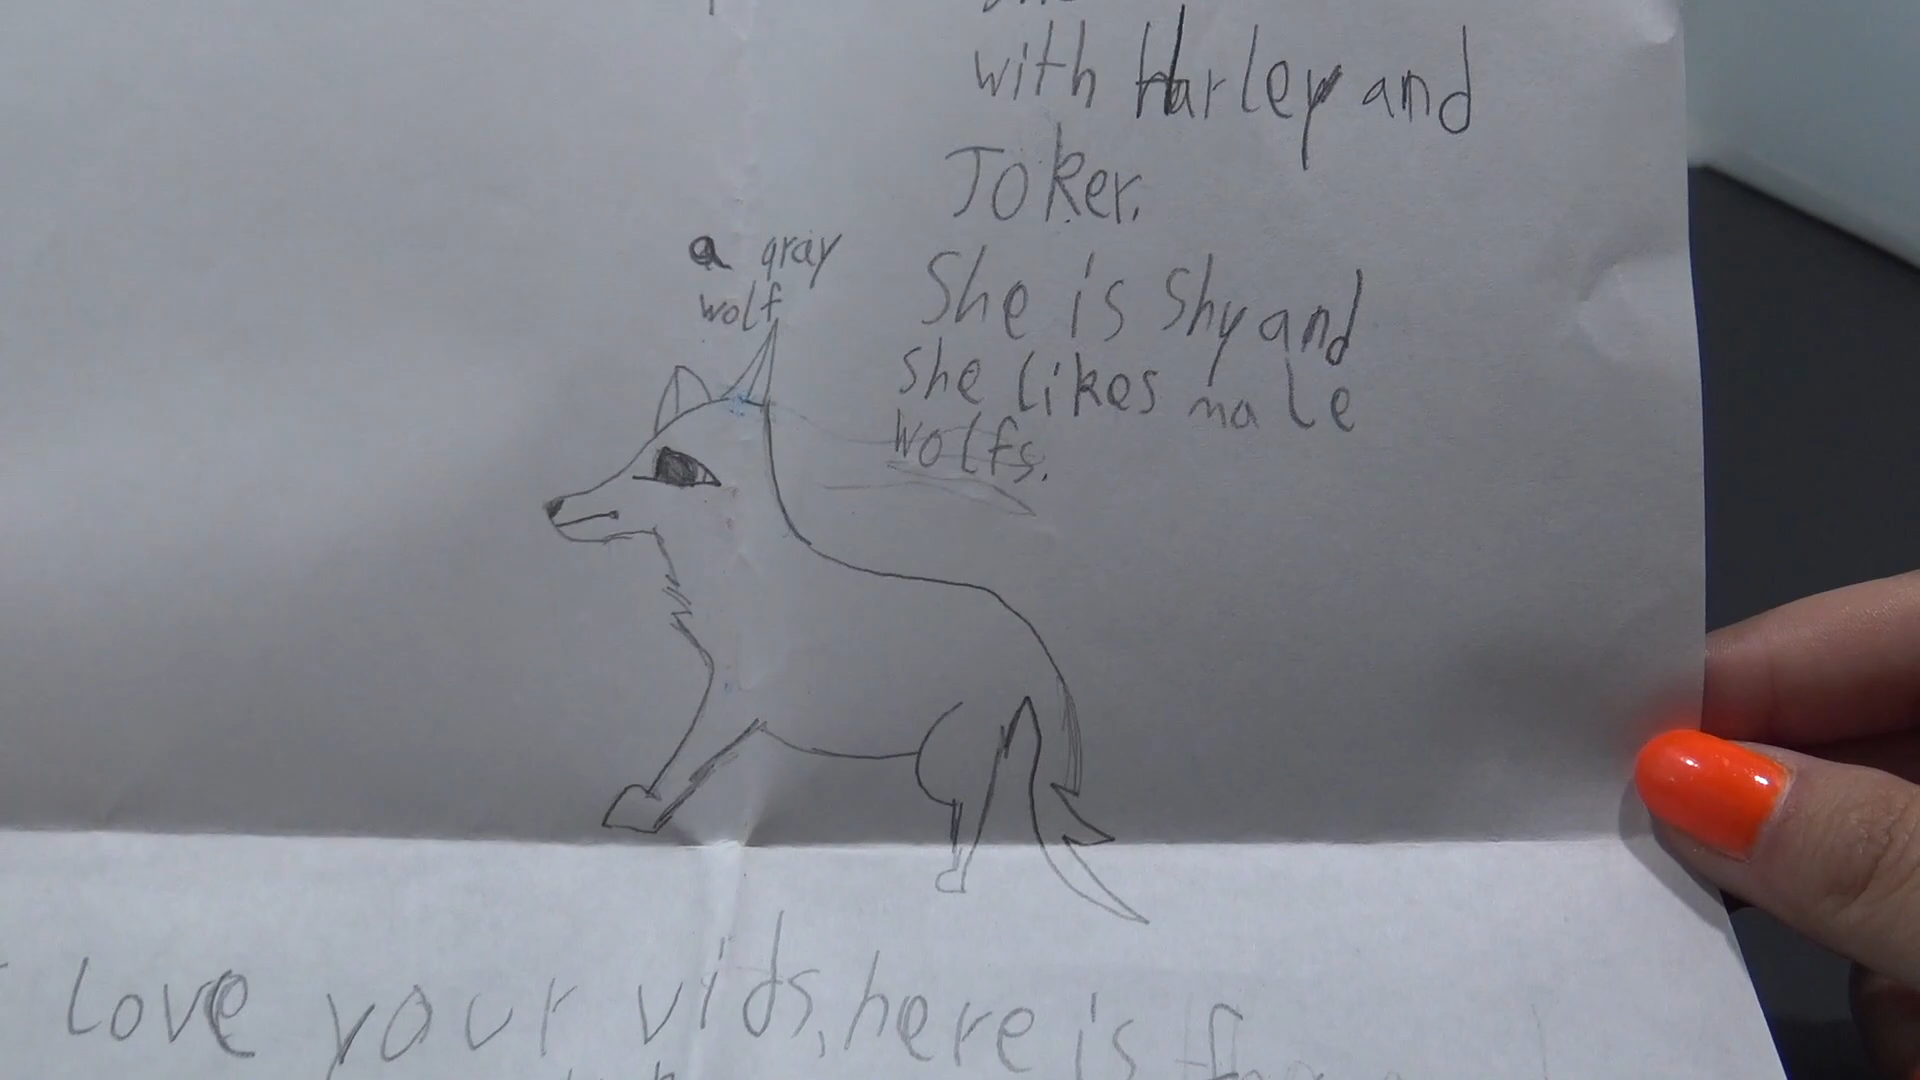 with Harley and
Joker.
a gray
wolf
She is shy and
she likes male
wolfs.
Love your vids, here is